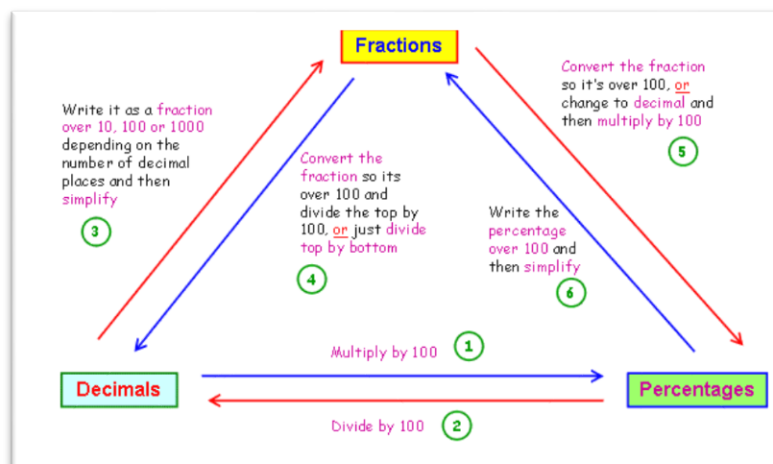 Fractions
Convert the fraction
so it's over 100, or
change to decimal and
then multiply by 100
5
Write it as a fraction
over 10, 100 or 1000
depending on the
number of decimal
places and then
simplify
3
Convert the
fraction so its
over 100 and
divide the top by
100, or just divide
top by bottom
4
Write the
percentage
over 100 and
then simplify
6
Multiply by 100
1
Decimals
Percentages
Divide by 100
2